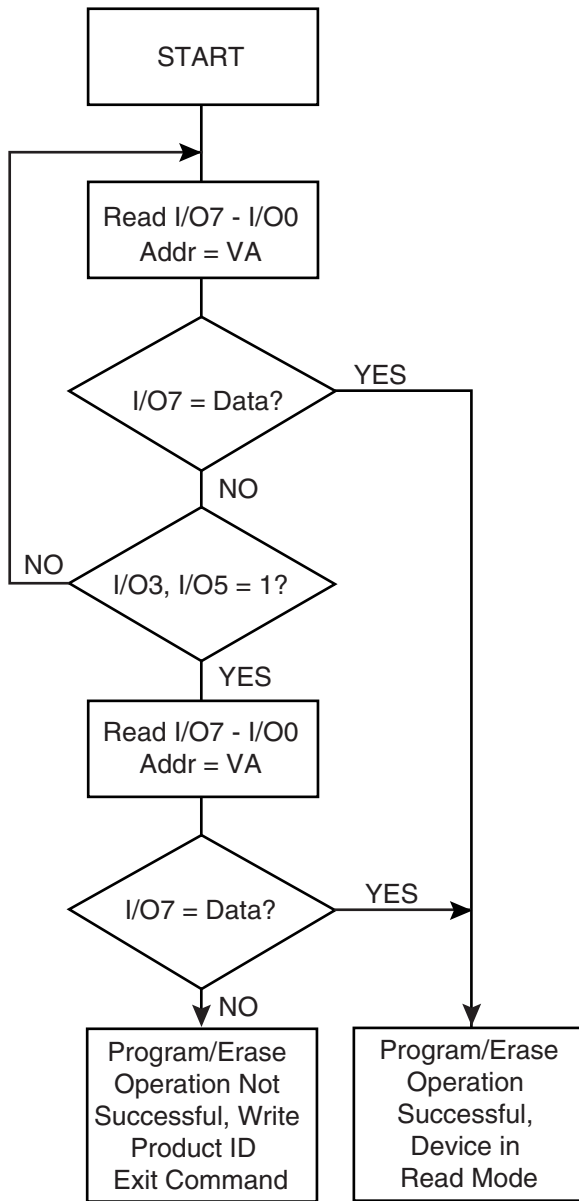 START
Read I/O7 - I/O0
Addr = VA
I/O7 = Data?
YES
NO
NO
I/O3, I/O5 = 1?
YES
Read I/O7 - I/O0
Addr = VA
I/O7 = Data?
YES
NO
Program/Erase
Operation Not
Successful, Write
Product ID
Exit Command
Program/Erase
Operation
Successful,
Device in
Read Mode